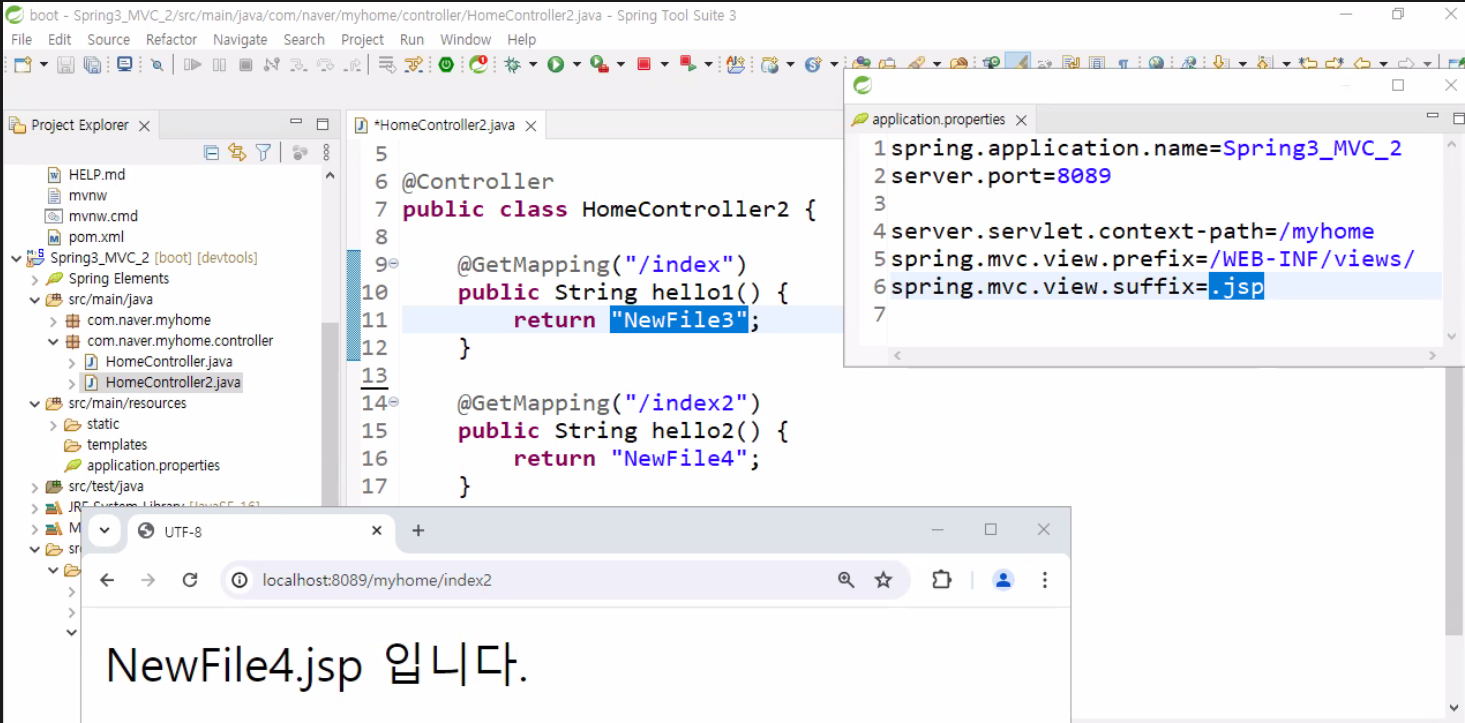 boot - Spring3_MVC_2/src/main/java/com/naver/myhome/controller/HomeController2.java - Spring Tool Suite 3
File Edit Source Refactor Navigate Search Project Run Window Help
Project Explorer
HELP.md
mvnw
mvnw.cmd
pom.xml
Spring3_MVC_2 [boot] [devtools]
Spring Elements
src/main/java
com.naver.myhome
com.naver.myhome.controller
HomeController.java
HomeController2.java
src/main/resources
static
templates
application.properties
src/test/java
JRE System Library [JavaSE-16]
M
sr
*HomeController2.java
5
6 @Controller
7 public class HomeController2 {
8
9 @GetMapping("/index")
10 public String hello1() {
11 return "NewFile3";
12 }
13
14 @GetMapping("/index2")
15 public String hello2() {
16 return "NewFile4";
17 }
application.properties
1 spring.application.name=Spring3_MVC_2
2 server.port=8089
3
4 server.servlet.context-path=/myhome
5 spring.mvc.view.prefix=/WEB-INF/views/
6 spring.mvc.view.suffix=.jsp
7
UTF-8
localhost:8089/myhome/index2
NewFile4.jsp 입니다.